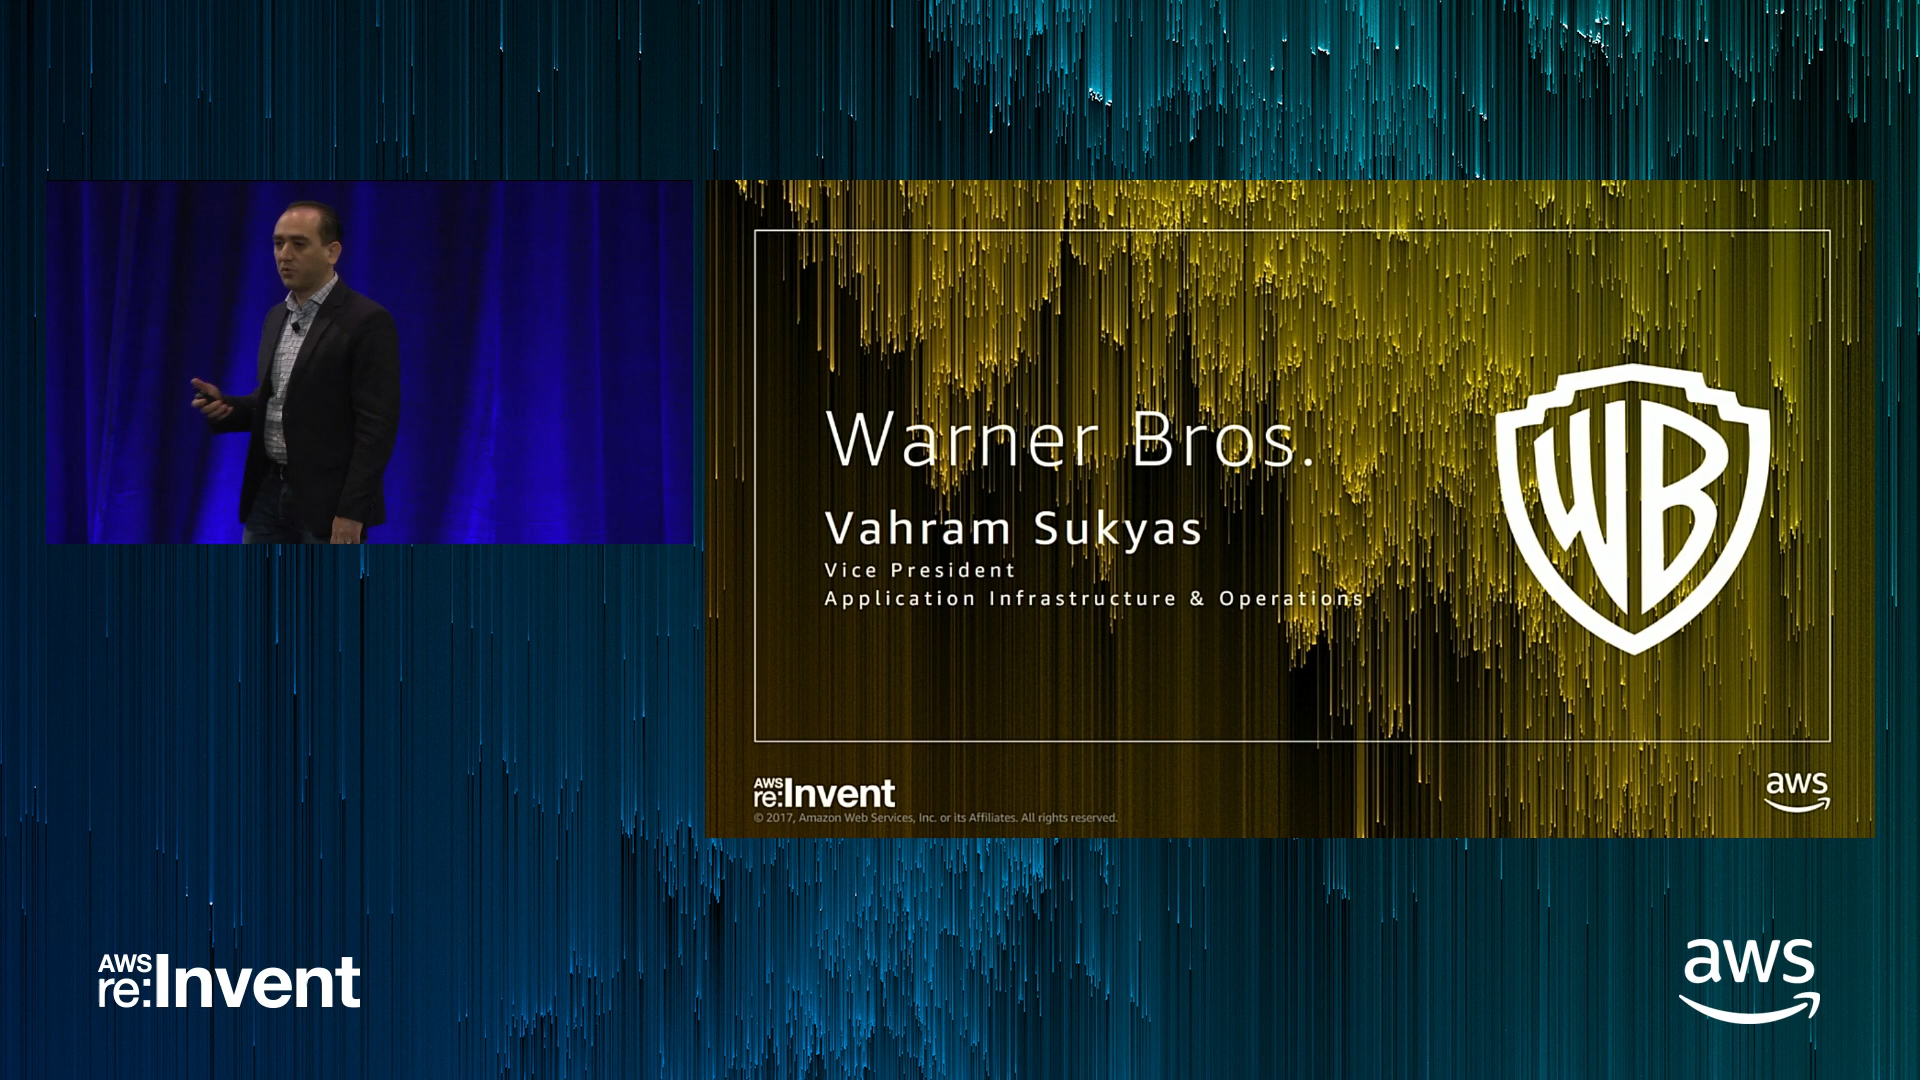 Warner Bros.
Vahram Sukyas
Vice President
Application Infrastructure & Operations
WB
AWS
re:Invent
© 2017, Amazon Web Services, Inc. or its Affiliates. All rights reserved.
aws
AWS
re:Invent
aws